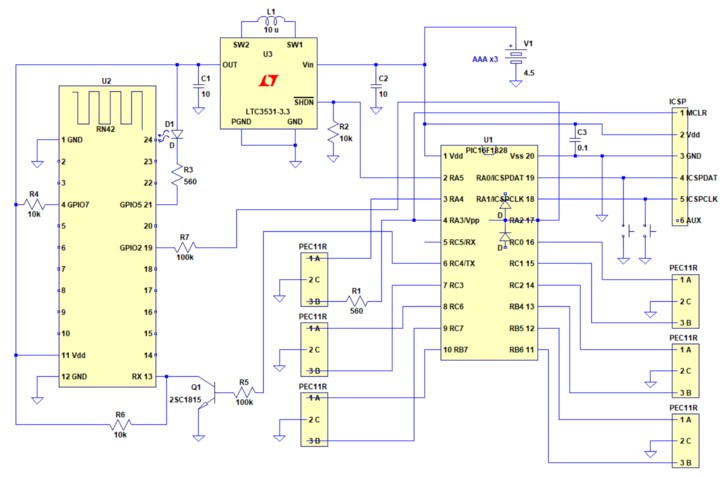 L1
10 u
SW2 SW1
U3
OUT Vin
SHDN
LTC3531-3.3
PGND GND
C1
10
C2
10
R2
10k
AAA x3
V1
4.5
U2
RN42
1 GND
2
3
4 GPIO7
5
6
7
8
9
10
11 Vdd
12 GND
24
23
22
GPIO5 21
20
GPIO2 19
18
17
16
15
14
RX 13
D1
D
R3
560
R4
10k
R7
100k
R6
10k
Q1
2SC1815
R5
100k
PEC11R
1 A
2 C
3 B
R1
560
PEC11R
1 A
2 C
3 B
PEC11R
1 A
2 C
3 B
U1
PIC16F1828
1 Vdd Vss 20
2 RA5 RA0/ICSPDAT 19
3 RA4 RA1/ICSPCLK 18
4 RA3/Vpp RA2 17
5 RC5/RX RC0 16
6 RC4/TX RC1 15
7 RC3 RC2 14
8 RC6 RB4 13
9 RC7 RB5 12
10 RB7 RB6 11
D
D
C3
0.1
ICSP
1 MCLR
2 Vdd
3 GND
4 ICSPDAT
5 ICSPCLK
6 AUX
PEC11R
1 A
2 C
3 B
PEC11R
1 A
2 C
3 B
PEC11R
1 A
2 C
3 B